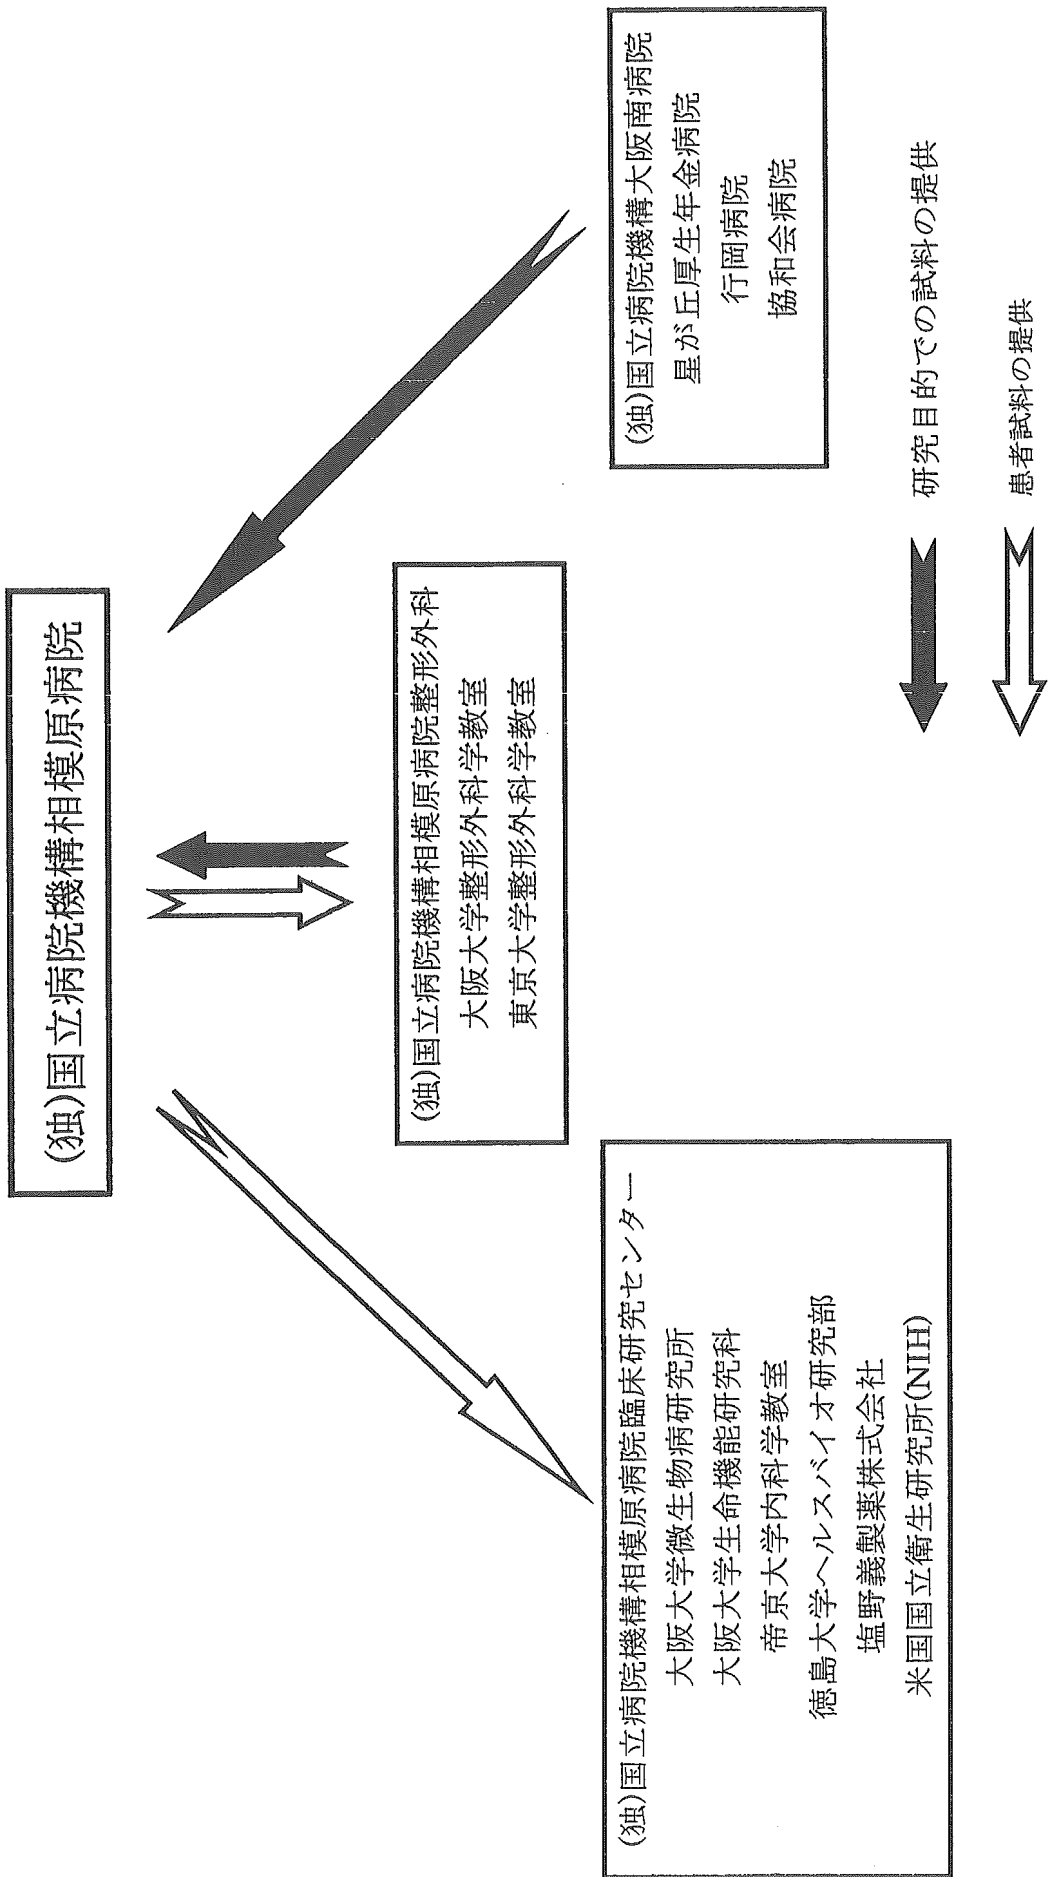 (独)国立病院機構相模原病院
(独)国立病院機構相模原病院臨床研究センター
大阪大学微生物病研究所
大阪大学生命機能研究科
帝京大学内科学教室
徳島大学ヘルスバイオ研究部
塩野義製薬株式会社
米国国立衛生研究所(NIH)
(独)国立病院機構相模原病院整形外科
大阪大学整形外科学教室
東京大学整形外科学教室
(独)国立病院機構大阪南病院
星が丘厚生年金病院
行岡病院
協和会病院
研究目的での試料の提供
患者試料の提供